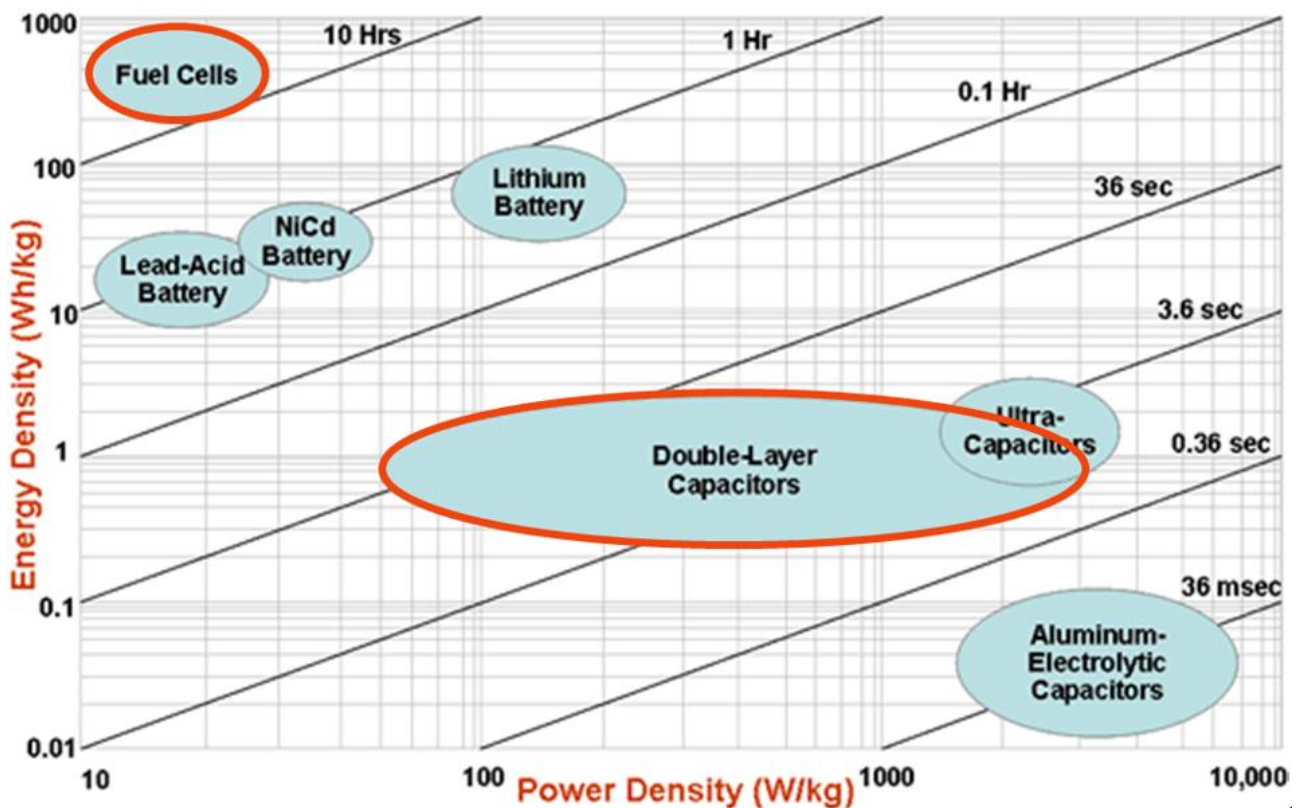 1000
100
10
1
0.1
0.01
Energy Density (Wh/kg)
10 Hrs
1 Hr
0.1 Hr
36 sec
3.6 sec
0.36 sec
36 msec
Fuel Cells
Lithium
Battery
NiCd
Battery
Lead-Acid
Battery
Ultra-
Capacitors
Double-Layer
Capacitors
Aluminum-
Electrolytic
Capacitors
10
100
1000
10,000
Power Density (W/kg)